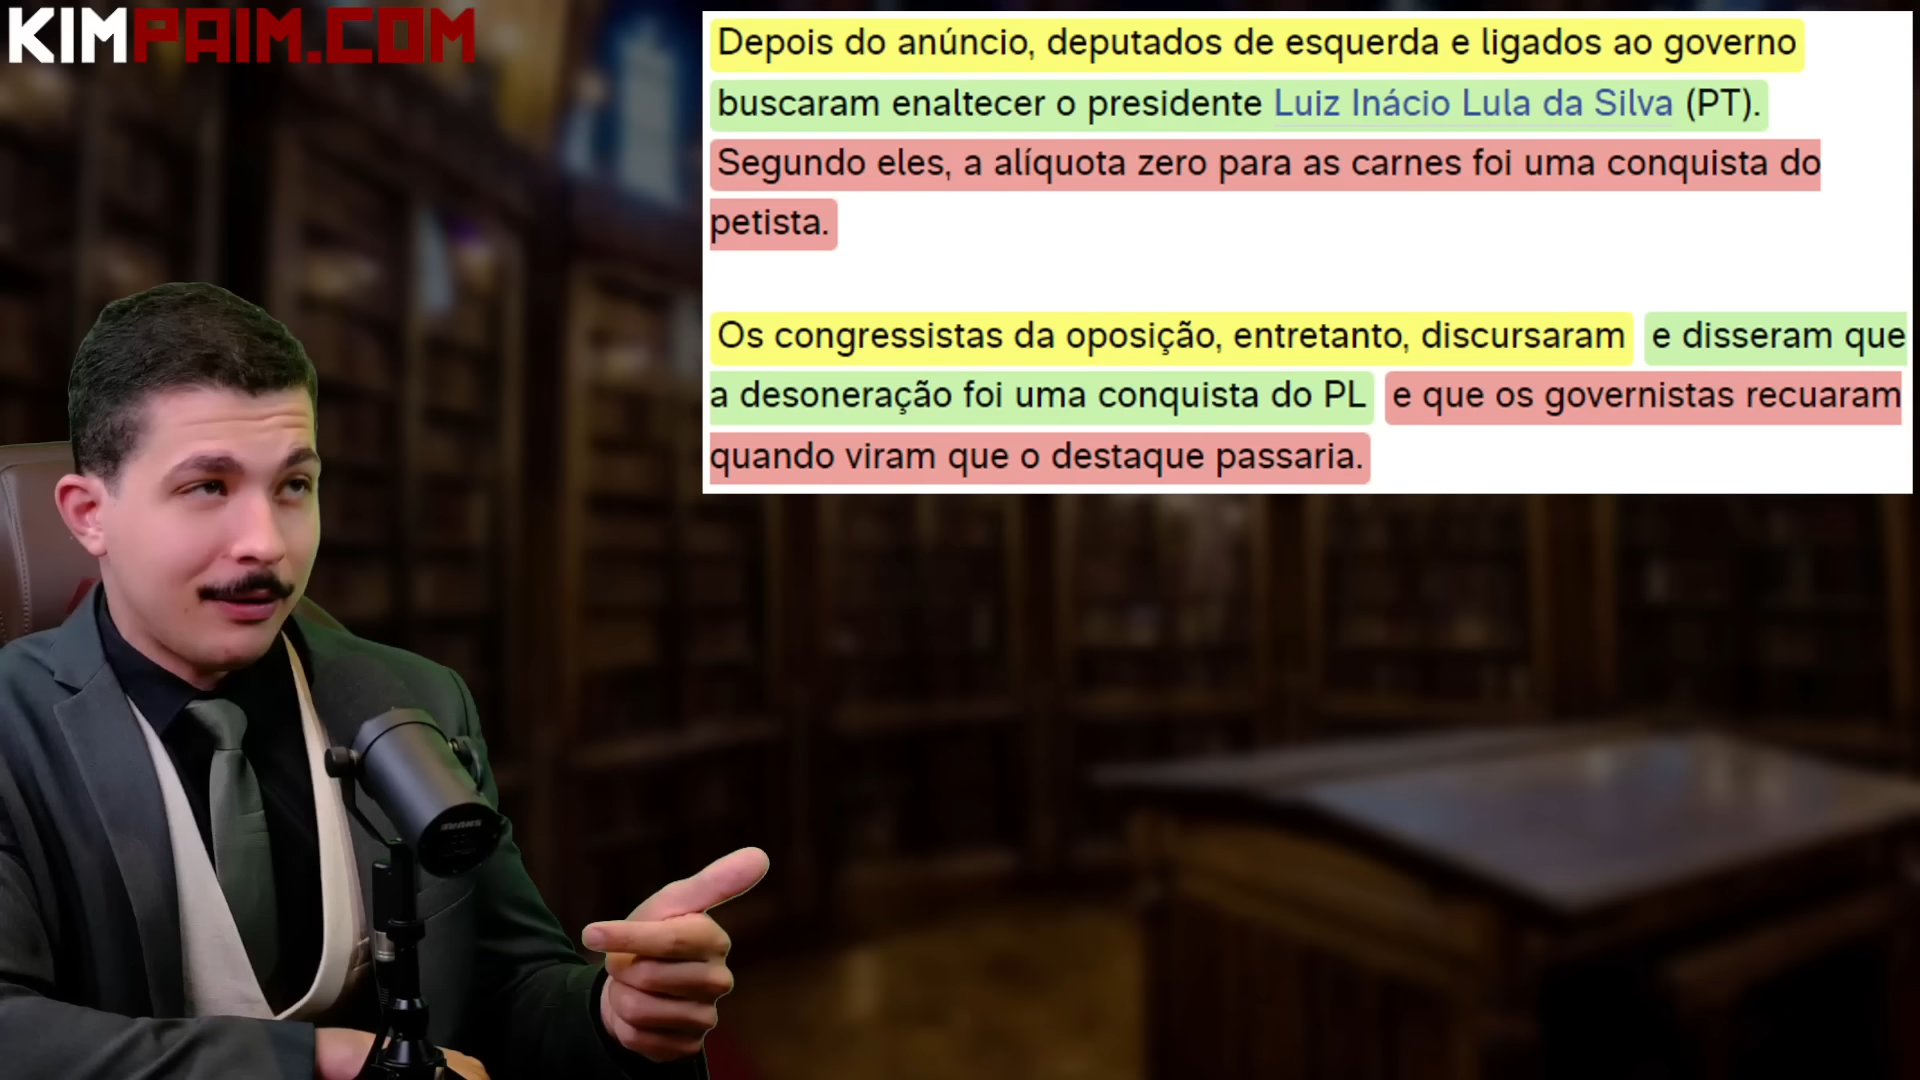 KIMPAIM.COM
Depois do anúncio, deputados de esquerda e ligados ao governo
buscaram enaltecer o presidente Luiz Inácio Lula da Silva (PT).
Segundo eles, a alíquota zero para as carnes foi uma conquista do
petista.
Os congressistas da oposição, entretanto, discursaram e disseram que
a desoneração foi uma conquista do PL e que os governistas recuaram
quando viram que o destaque passaria.
SHURE